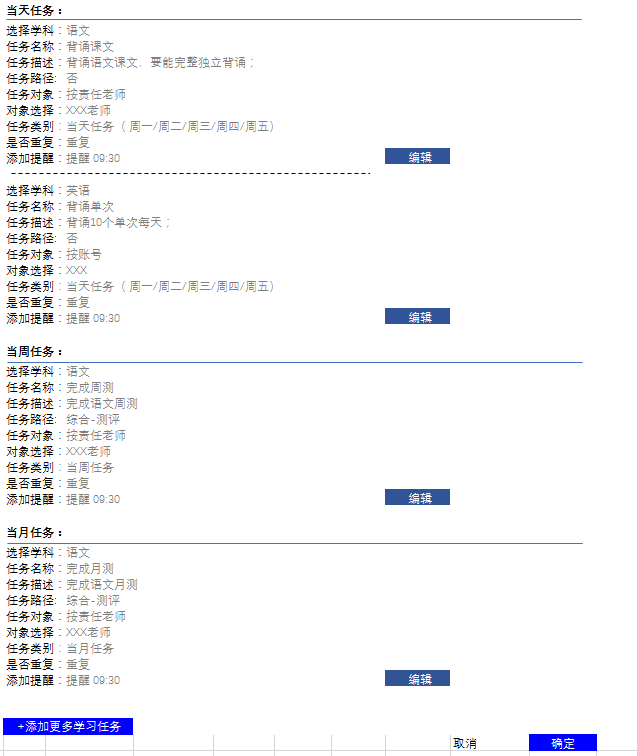 当天任务：
选择学科：语文
任务名称：背诵课文
任务描述：背诵语文课文，要能完整独立背诵；
任务路径: 否
任务对象：按责任老师
对象选择：XXX老师
任务类别：当天任务（ 周一/周二/周三/周四/周五）
是否重复：重复
添加提醒：提醒 09:30
编辑
选择学科：英语
任务名称：背诵单次
任务描述：背诵10个单次每天；
任务路径: 否
任务对象：按账号
对象选择：XXX
任务类别：当天任务（ 周一/周二/周三/周四/周五）
是否重复：重复
添加提醒：提醒 09:30
编辑
当周任务：
选择学科：语文
任务名称：完成周测
任务描述：完成语文周测
任务路径: 综合-测评
任务对象：按责任老师
对象选择：XXX老师
任务类别：当周任务
是否重复：重复
添加提醒：提醒 09:30
编辑
当月任务：
选择学科：语文
任务名称：完成月测
任务描述：完成语文月测
任务路径: 综合-测评
任务对象：按责任老师
对象选择：XXX老师
任务类别：当月任务
是否重复：重复
添加提醒：提醒 09:30
编辑
+添加更多学习任务
取消
确定